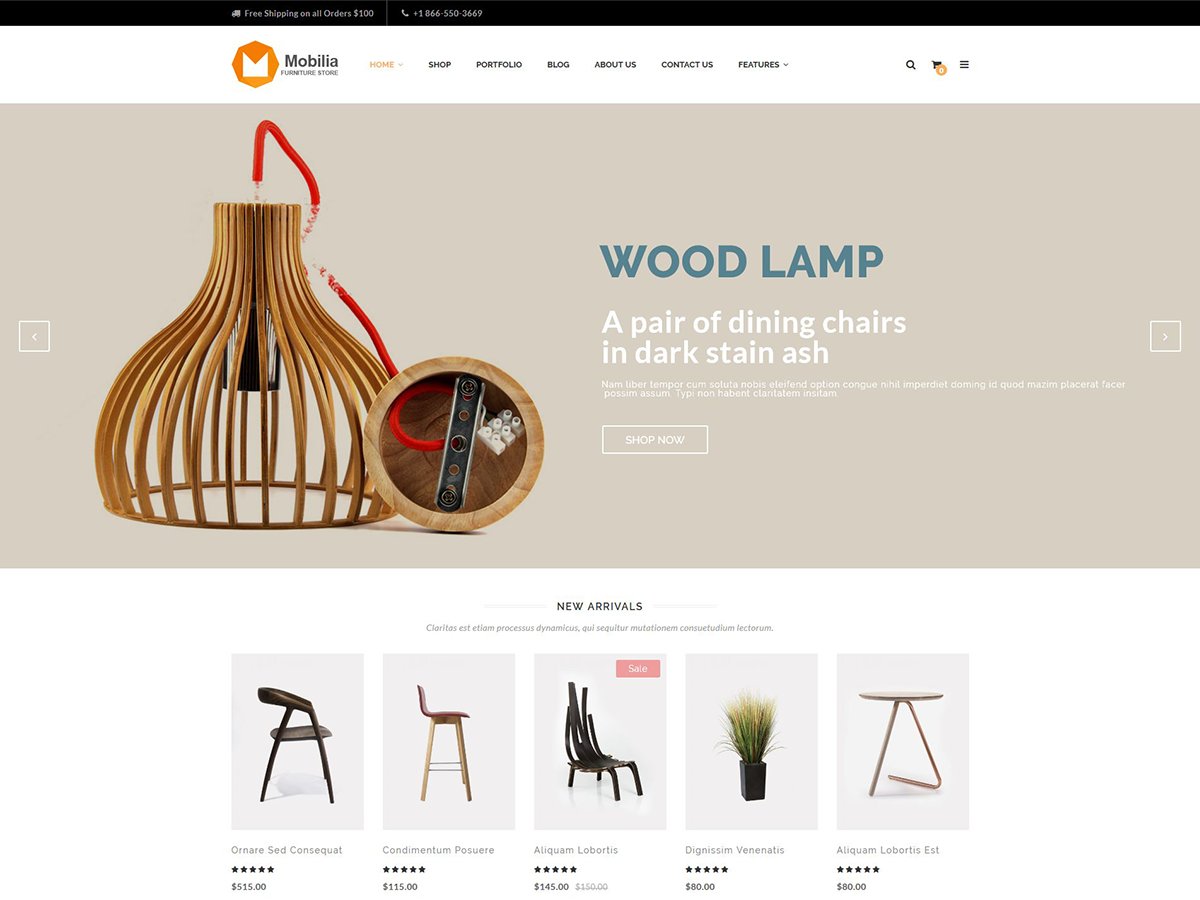 Free Shipping on all Orders $100
+1 866-550-3669
Mobilia
FURNITURE STORE
HOME
SHOP
PORTFOLIO
BLOG
ABOUT US
CONTACT US
FEATURES
0
WOOD LAMP
A pair of dining chairs
in dark stain ash
Nam liber tempor cum soluta nobis eleifend option congue nihil imperdiet doming id quod mazim placerat facer
possim assum. Typi non habent claritatem insitam.
SHOP NOW
NEW ARRIVALS
Claritas est etiam processus dynamicus, qui sequitur mutationem consuetudium lectorum.
Sale
Ornare Sed Consequat
$515.00
Condimentum Posuere
$115.00
Aliquam Lobortis
$145.00 $150.00
Dignissim Venenatis
$80.00
Aliquam Lobortis Est
$80.00